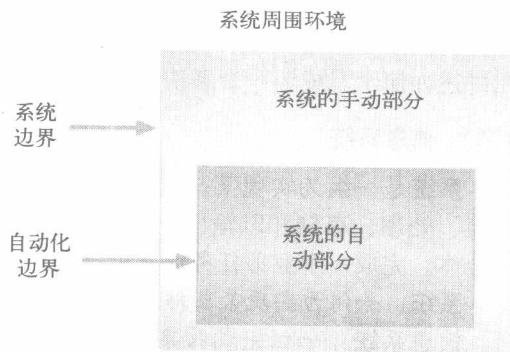 系统周围环境
系统的手动部分
系统
边界
系统的自
动部分
自动化
边界